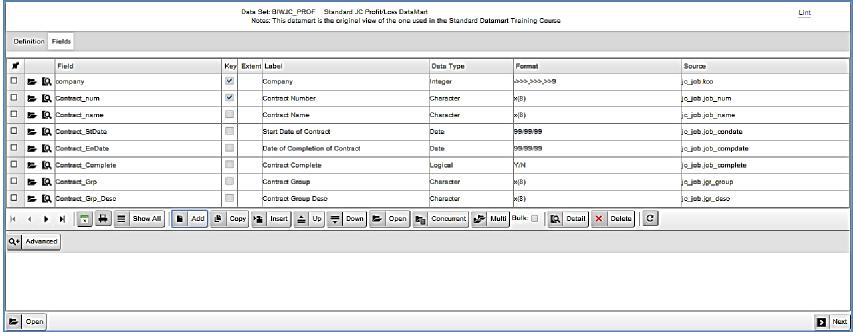 Data Set: BIWJC_PROF Standard JC Profit/Loss DataMart
Lint
Notes: This datamart is the original view of the one used in the Standard Datamart Training Course
Definition Fields
Field Key Extent Label Data Type Format Source
company Company Integer ->>>,>>>,>>9 jc_job.kco
Contract_num Contract Number Character x(8) jc_job.job_num
Contract_name Contract Name Character x(8) jc_job.job_name
Contract_StDate Start Date of Contract Date 99/99/99 jc_job.job_condate
Contract_EnDate Date of Completion of Contract Date 99/99/99 jc_job.job_compdate
Contract_Complete Contract Complete Logical Y/N jc_job.job_complete
Contract_Grp Contract Group Character x(8) jc_job.jgr_group
Contract_Grp_Desc Contract Group Desc Character x(8) jc_job.jgr_desc
Show All Add Copy Insert Up Down Open Concurrent Multi Bulk: Detail Delete
Advanced
Open Next